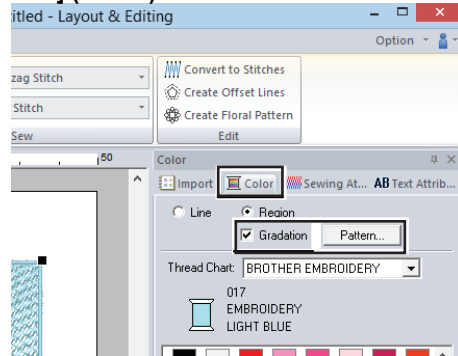 itled - Layout & Editing
Option
zag Stitch
Convert to Stitches
Create Offset Lines
Stitch
Create Floral Pattern
Sew
Edit
50
Color
Import Color Sewing At... AB Text Attrib...
Line Region
Gradation Pattern...
Thread Chart: BROTHER EMBROIDERY
017
EMBROIDERY
LIGHT BLUE